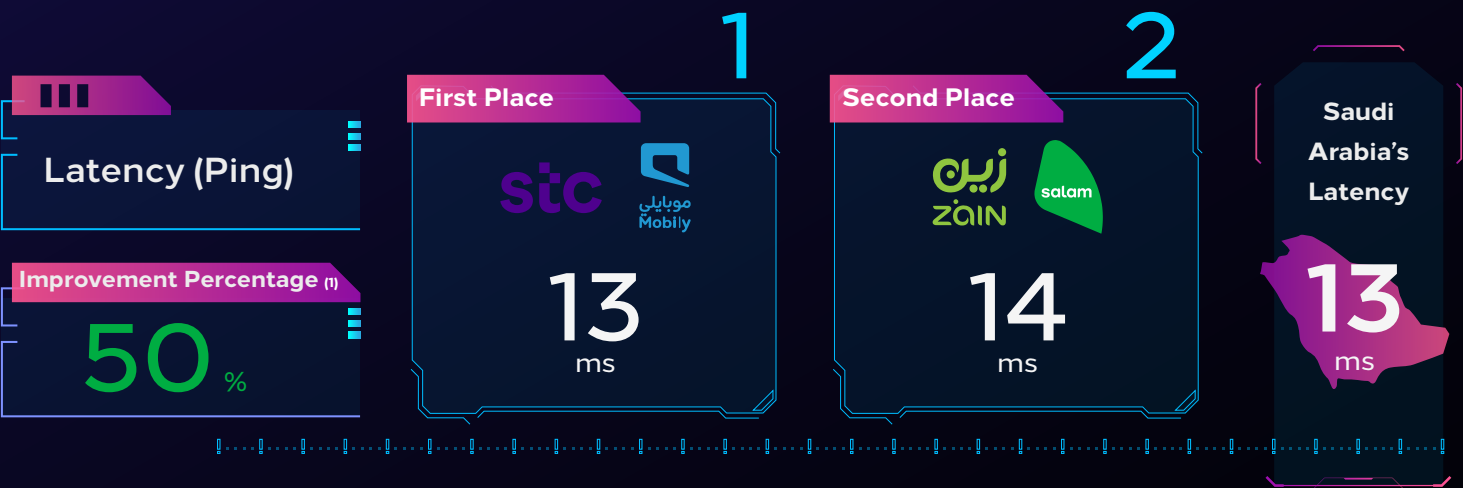 Latency (Ping)
Improvement Percentage (1)
50 %
1
First Place
stc
موبايلي
Mobily
13
ms
2
Second Place
زين
zain
salam
14
ms
Saudi
Arabia's
Latency
13
ms